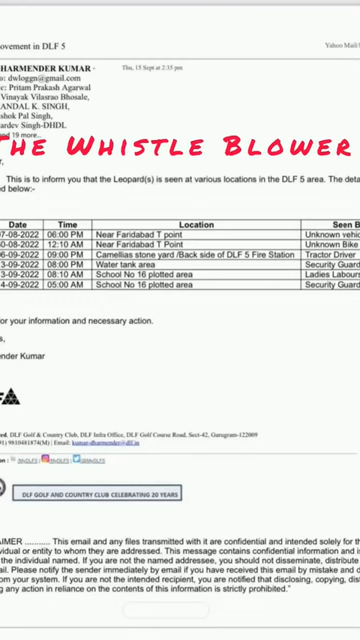 ovement in DLF 5
Yahoo Mail/
HARMENDER KUMAR
Thu, 15 Sept at 2:35 pm
o: dwloggn@gmail.com
e: Pritam Prakash Agarwal
Vinayak Vilasrao Bhosale,
ANDAL K. SINGH,
shok Pal Singh,
ardev Singh-DHDL
nd 19 more...
The Whistle Blower
r,
This is to inform you that the Leopard(s) is seen at various locations in the DLF 5 area. The deta
ed below:-
Date Time Location Seen B
07-08-2022 06:00 PM Near Faridabad T point Unknown vehic
0-08-2022 12:10 AM Near Faridabad T Point Unknown Bike
06-09-2022 09:00 PM Camellias stone yard /Back side of DLF 5 Fire Station Tractor Driver
3-09-2022 08:00 PM Water tank area Security Guard
3-09-2022 08:10 AM School No 16 plotted area Ladies Labours
4-09-2022 05:00 AM School No 16 plotted area Security Guard
for your information and necessary action.
s,
ender Kumar
ed, DLF Golf & Country Club, DLF Infra Office, DLF Golf Course Road, Sect-42, Gurugram-122009
91) 9810481874(M) | Email: kumar-dharmender@dlf.in
on :
DLF GOLF AND COUNTRY CLUB CELEBRATING 20 YEARS
AIMER ........... This email and any files transmitted with it are confidential and intended solely for th
vidual or entity to whom they are addressed. This message contains confidential information and is
the individual named. If you are not the named addressee, you should not disseminate, distribute
ail. Please notify the sender immediately by email if you have received this email by mistake and d
om your system. If you are not the intended recipient, you are notified that disclosing, copying, dist
ng any action in reliance on the contents of this information is strictly prohibited."